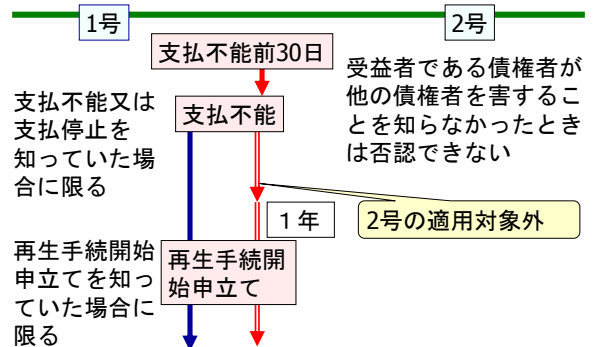 1号
2号
支払不能前30日
受益者である債権者が
他の債権者を害するこ
とを知らなかったとき
は否認できない
支払不能又は
支払停止を
知っていた場
合に限る
支払不能
1年
2号の適用対象外
再生手続開始
申立てを知っ
ていた場合に
限る
再生手続開
始申立て